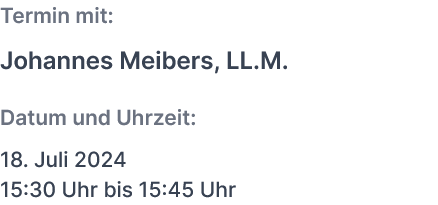 Termin mit:
Johannes Meibers, LL.M.
Datum und Uhrzeit:
18. Juli 2024
15:30 Uhr bis 15:45 Uhr